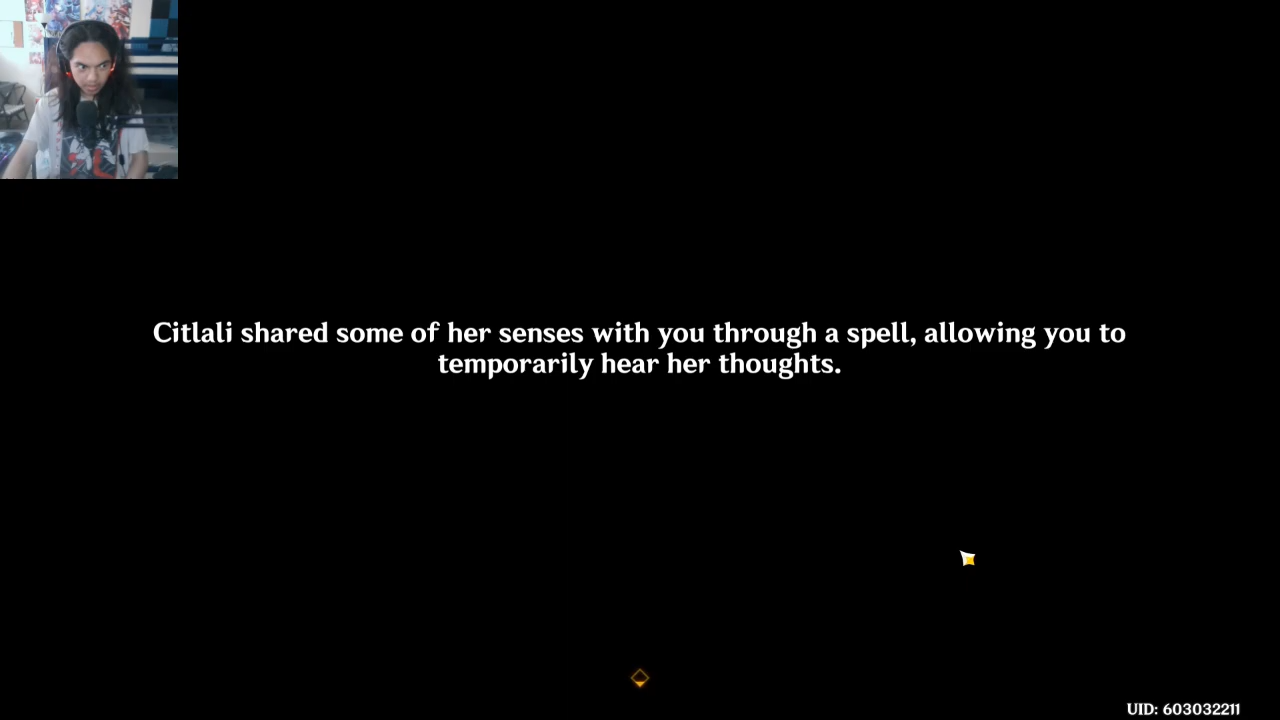 Citlali shared some of her senses with you through a spell, allowing you to
temporarily hear her thoughts.
UID: 603032211